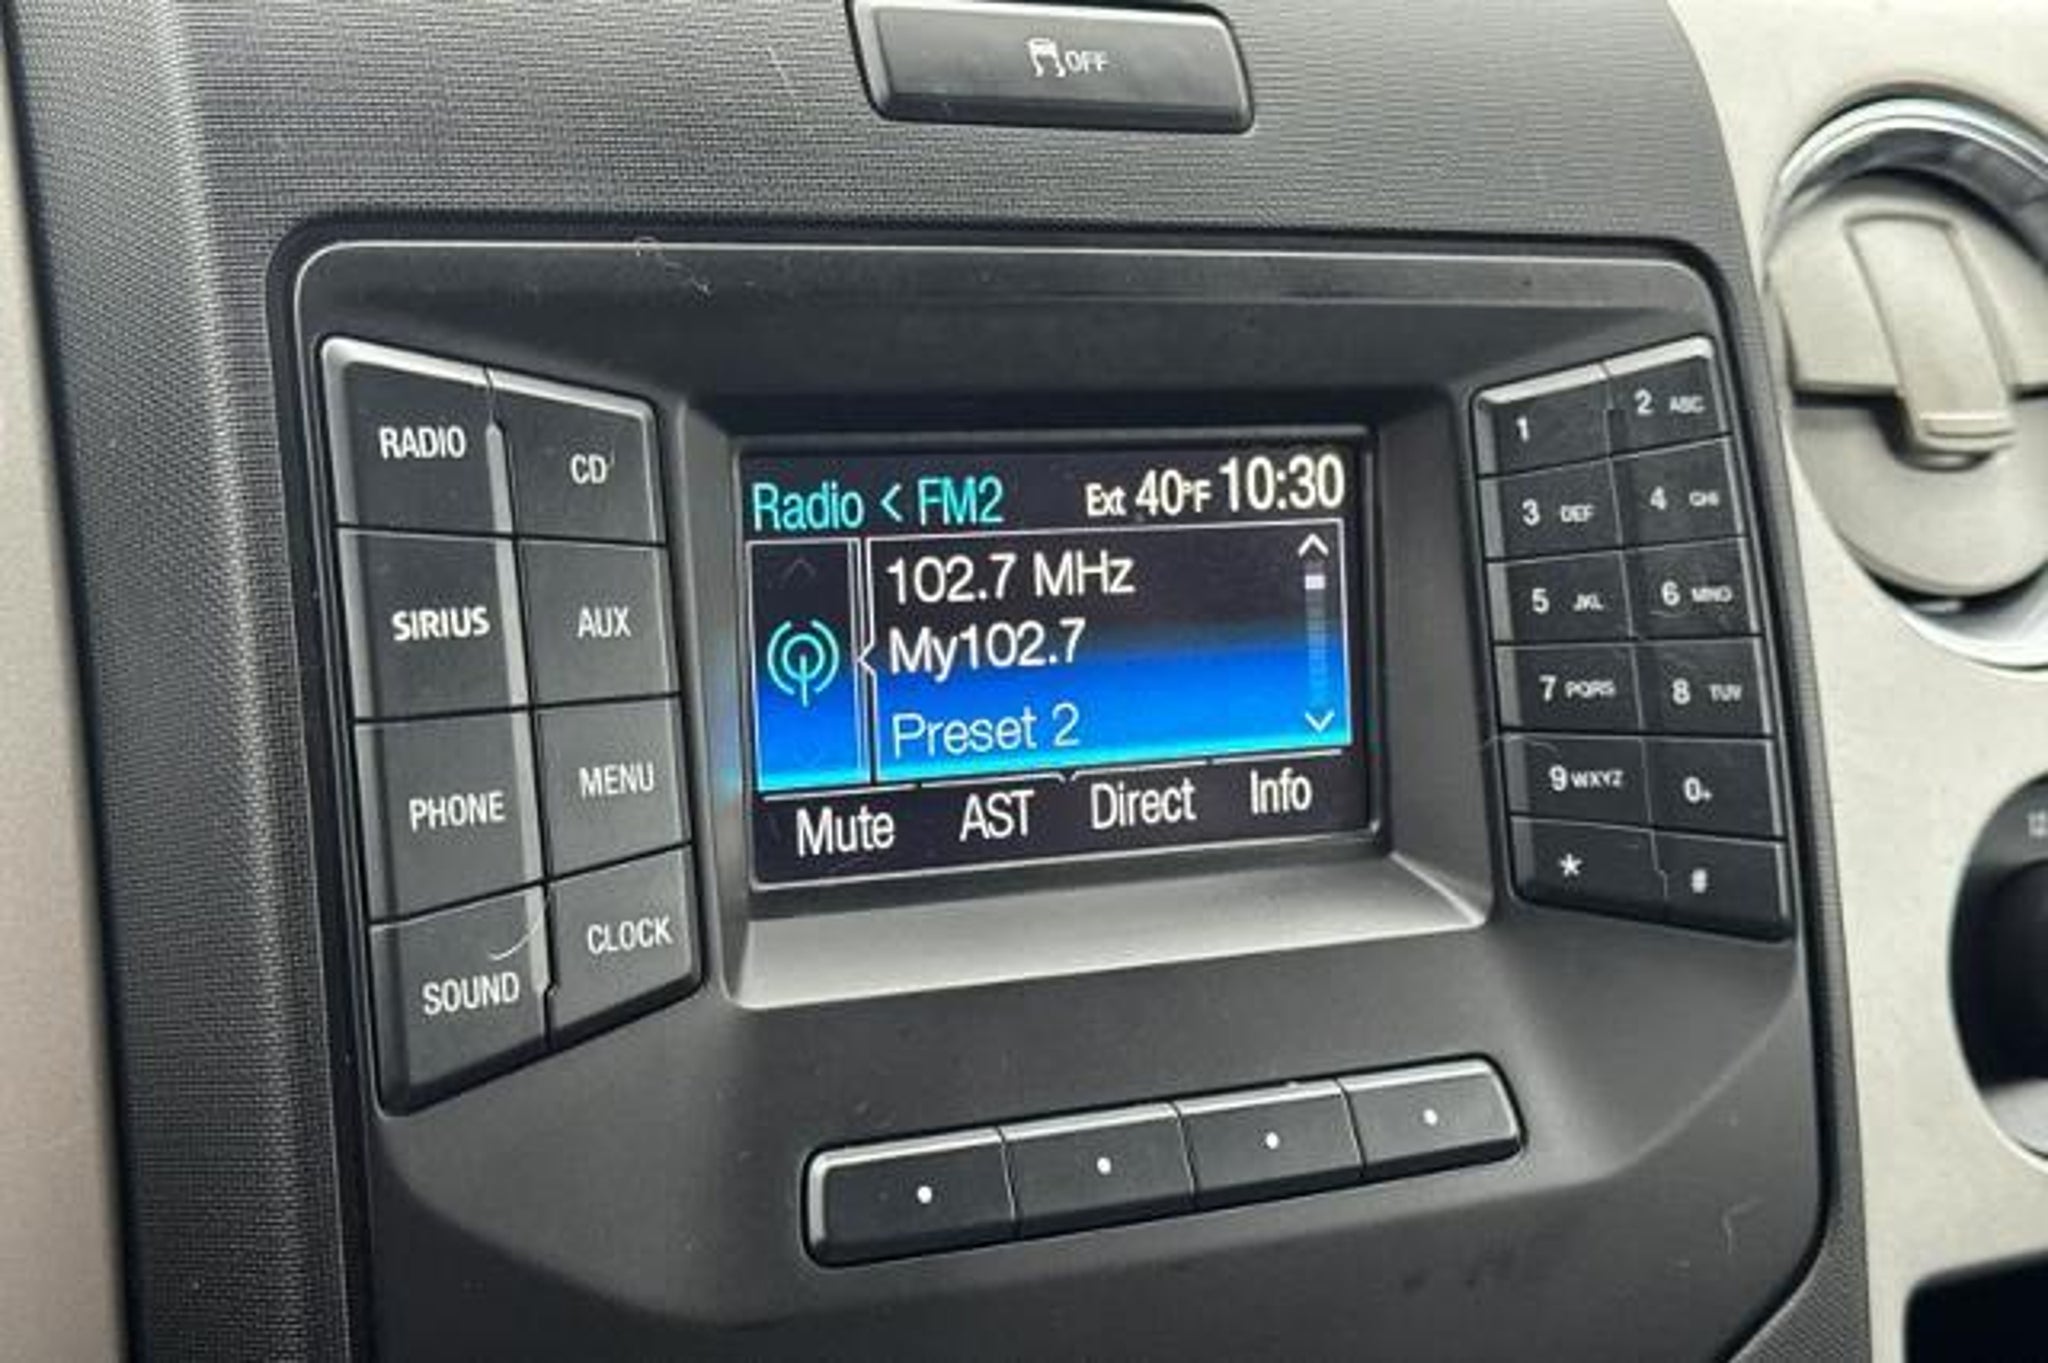 OFF
RADIO
CD
SIRIUS
AUX
PHONE
MENU
SOUND
CLOCK
Radio < FM2 Ext 40°F 10:30
102.7 MHz
My102.7
Preset 2
Mute AST Direct Info
1
2 ABC
3 DEF
4 GHI
5 JKL
6 MNO
7 PQRS
8 TUV
9 WXYZ
0+
*
#